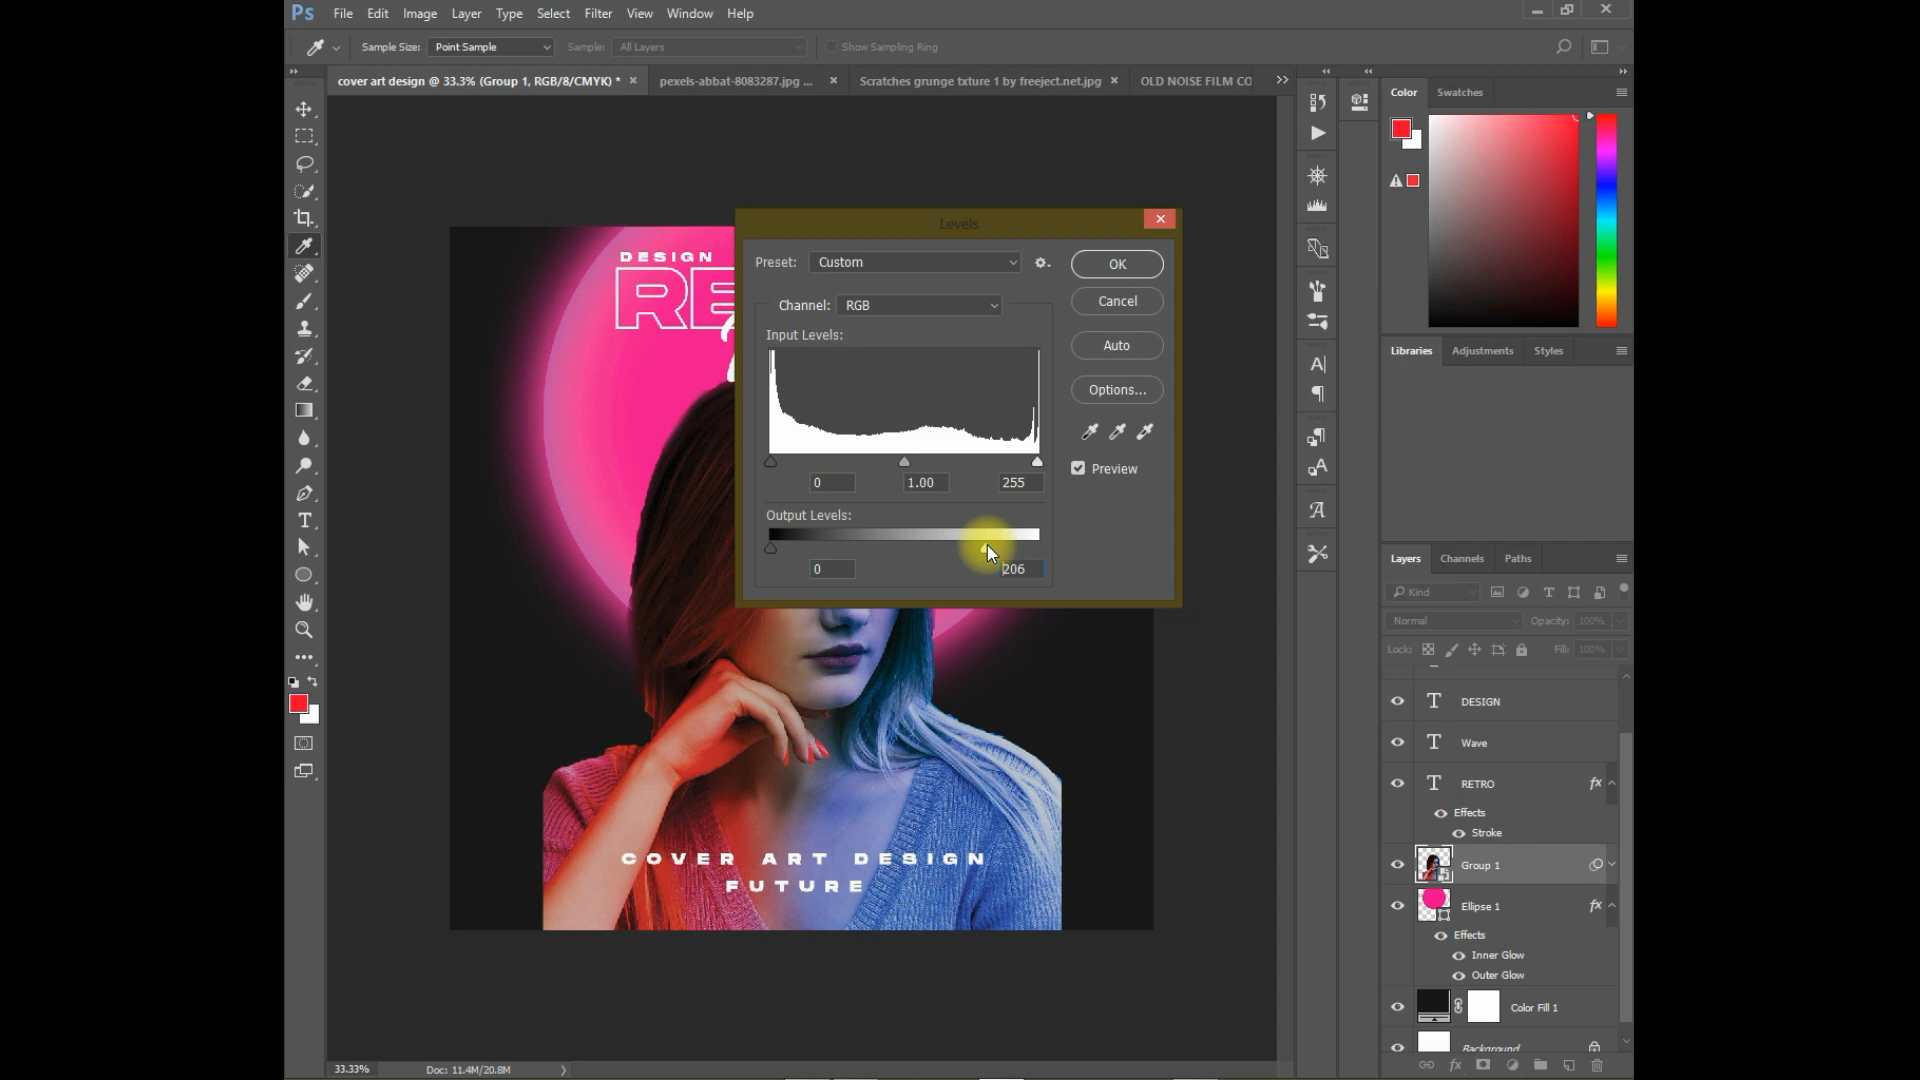 Ps File Edit Image Layer Type Select Filter View Window Help
Sample Size: Point Sample Sample: All Layers Show Sampling Ring
cover art design @ 33.3% (Group 1, RGB/8/CMYK) * pexels-abbat-8083287.jpg ... Scratches grunge txture 1 by freeject.net.jpg OLD NOISE FILM CO
Color Swatches
Levels
Preset: Custom OK
Cancel
Channel: RGB
Input Levels:
Auto
Options...
Preview
0 1.00 255
Output Levels:
0 206
DESIGN
RE
COVER ART DESIGN
FUTURE
Libraries Adjustments Styles
Layers Channels Paths
Kind
Normal Opacity: 100%
Lock: Fill: 100%
DESIGN
Wave
RETRO fx
Effects
Stroke
Group 1
Ellipse 1 fx
Effects
Inner Glow
Outer Glow
Color Fill 1
Background
33.33% Doc: 11.4M/20.8M